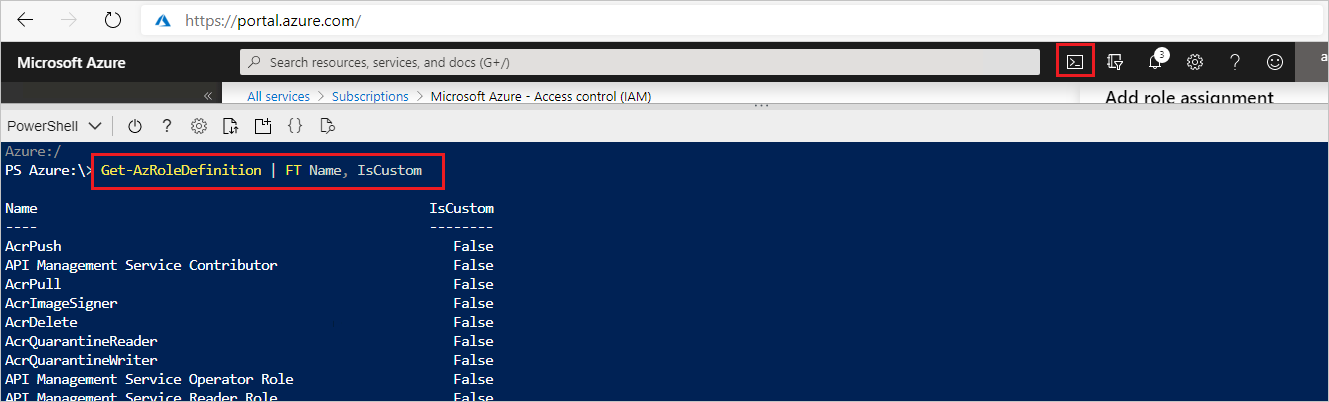 https://portal.azure.com/
Microsoft Azure
Search resources, services, and docs (G+/)
3
a
«
All services > Subscriptions > Microsoft Azure - Access control (IAM)
Add role assignment
PowerShell
Azure:/
PS Azure:\> Get-AzRoleDefinition | FT Name, IsCustom
Name IsCustom
---- --------
AcrPush False
API Management Service Contributor False
AcrPull False
AcrImageSigner False
AcrDelete False
AcrQuarantineReader False
AcrQuarantineWriter False
API Management Service Operator Role False
API Management Service Reader Role False